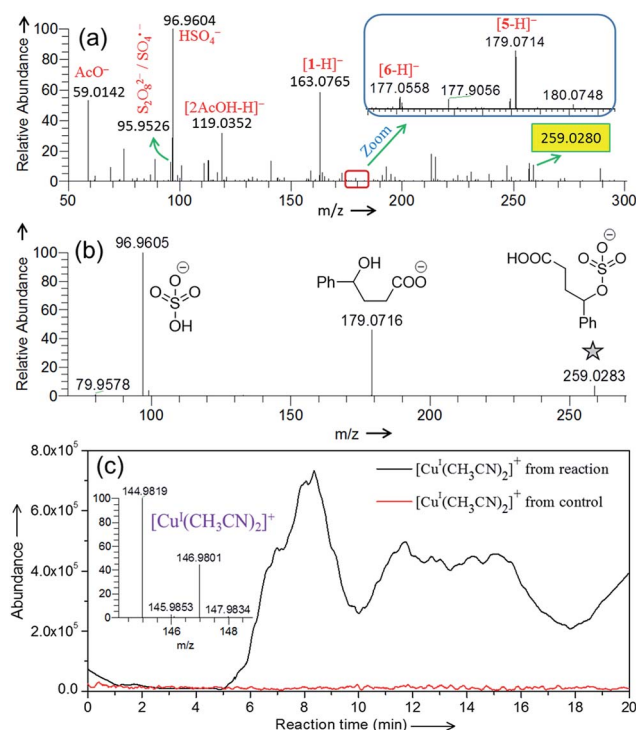 (a)
Relative Abundance →
100
80
60
40
20
0
AcO⁻
59.0142
S₂O₈²⁻ / SO₄•⁻
95.9526
96.9604
HSO₄⁻
[2AcOH-H]⁻
119.0352
[1-H]⁻
163.0765
Zoom
[6-H]⁻
177.0558
177.9056
[5-H]⁻
179.0714
180.0748
259.0280
50 100 150 200 250 300
m/z →
(b)
Relative Abundance →
100
80
60
40
20
0
96.9605
79.9578
O⁻
O=S=O
OH
OH
Ph
COO⊖
179.0716
HOOC
O
O
S
O
O
Ph
259.0283
100 150 200 250
m/z →
(c)
Abundance →
8.0x10⁵
6.0x10⁵
4.0x10⁵
2.0x10⁵
0.0
[Cuᴵ(CH₃CN)₂]⁺ from reaction
[Cuᴵ(CH₃CN)₂]⁺ from control
100
80
60
40
20
0
144.9819
[Cuᴵ(CH₃CN)₂]⁺
146.9801
145.9853
147.9834
146 148
m/z
0 2 4 6 8 10 12 14 16 18 20
Reaction time (min) →